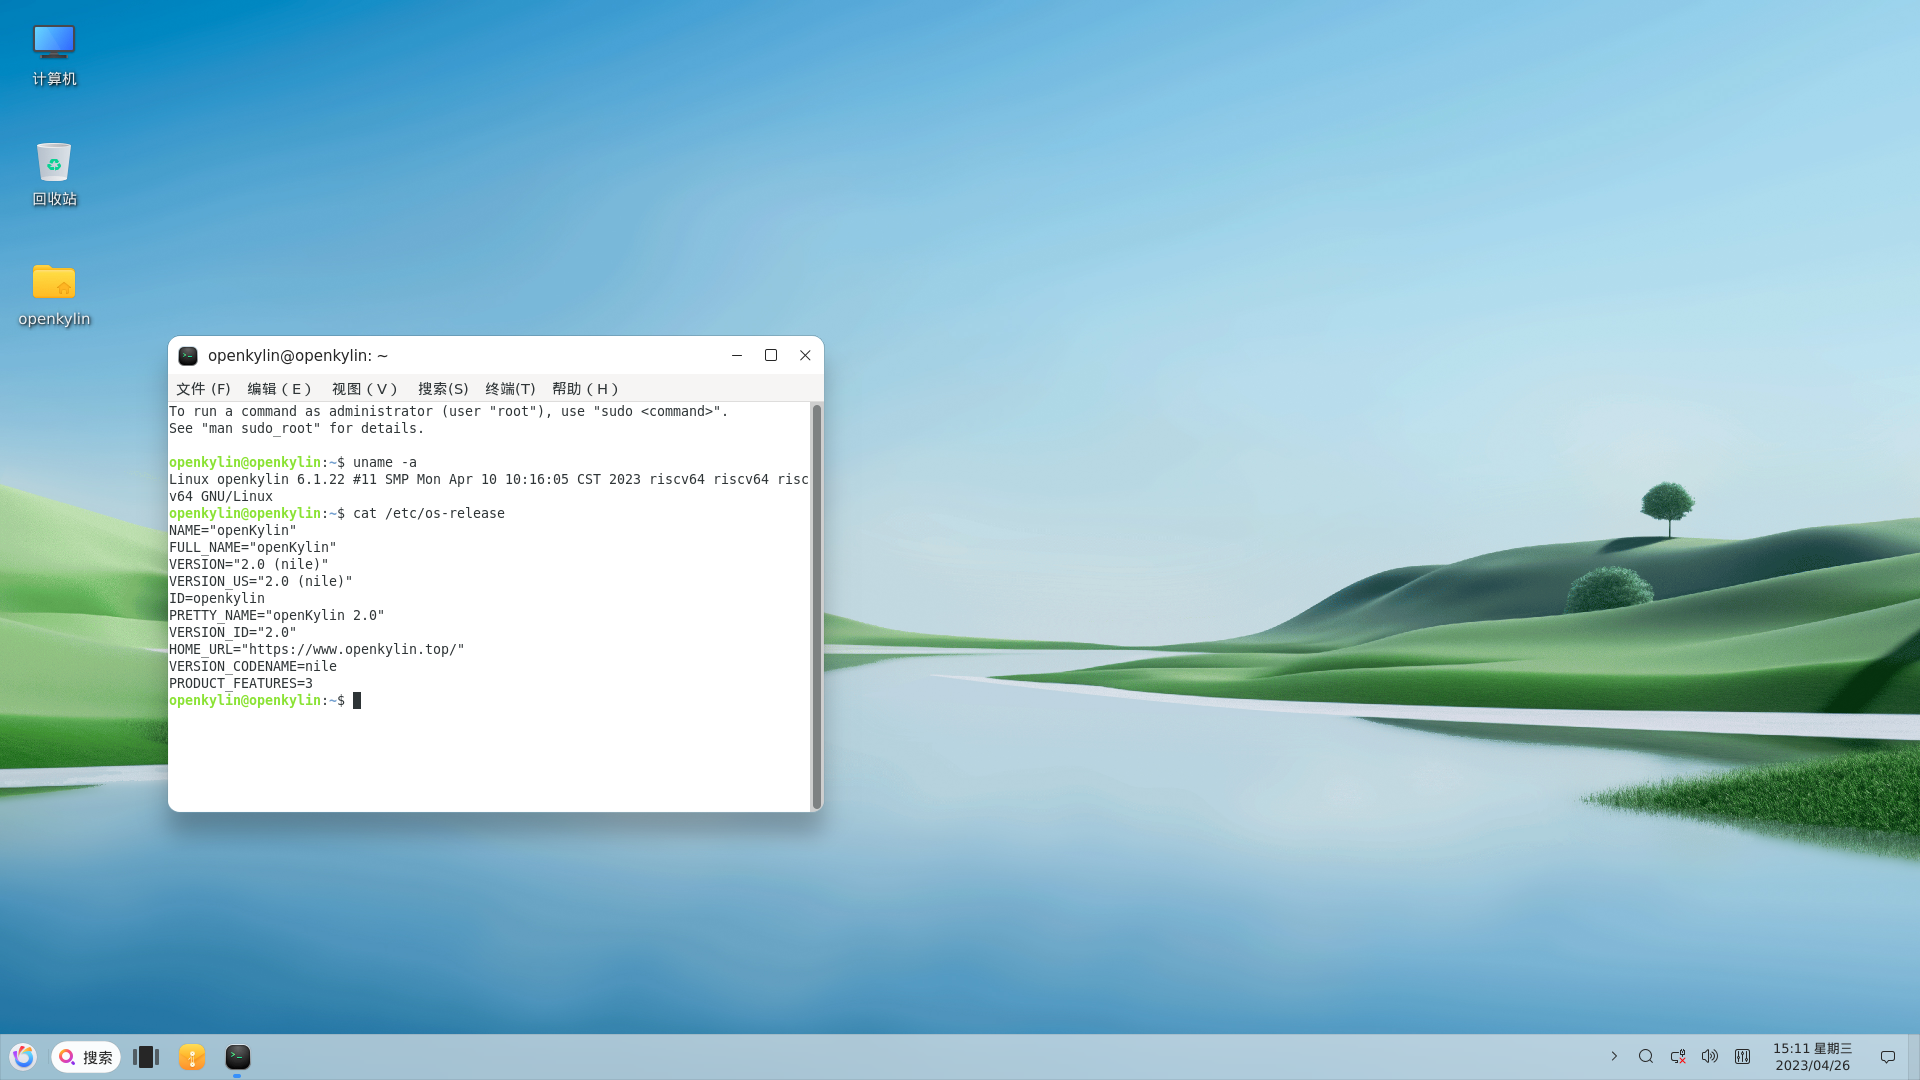 计算机
回收站
openkylin
openkylin@openkylin: ~
文件 (F) 编辑 ( E ) 视图 ( V ) 搜索(S) 终端(T) 帮助 ( H )
To run a command as administrator (user "root"), use "sudo <command>".
See "man sudo_root" for details.
openkylin@openkylin:~$ uname -a
Linux openkylin 6.1.22 #11 SMP Mon Apr 10 10:16:05 CST 2023 riscv64 riscv64 risc
v64 GNU/Linux
openkylin@openkylin:~$ cat /etc/os-release
NAME="openKylin"
FULL_NAME="openKylin"
VERSION="2.0 (nile)"
VERSION_US="2.0 (nile)"
ID=openkylin
PRETTY_NAME="openKylin 2.0"
VERSION_ID="2.0"
HOME_URL="https://www.openkylin.top/"
VERSION_CODENAME=nile
PRODUCT_FEATURES=3
openkylin@openkylin:~$
搜索
15:11 星期三
2023/04/26